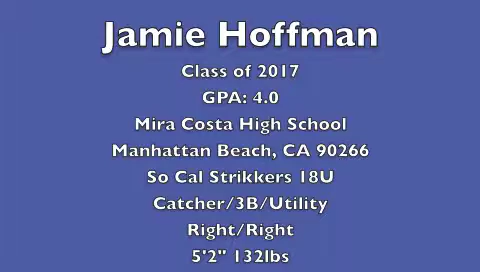 Jamie Hoffman
Class of 2017
GPA: 4.0
Mira Costa High School
Manhattan Beach, CA 90266
So Cal Strikkers 18U
Catcher/3B/Utility
Right/Right
5'2" 132lbs